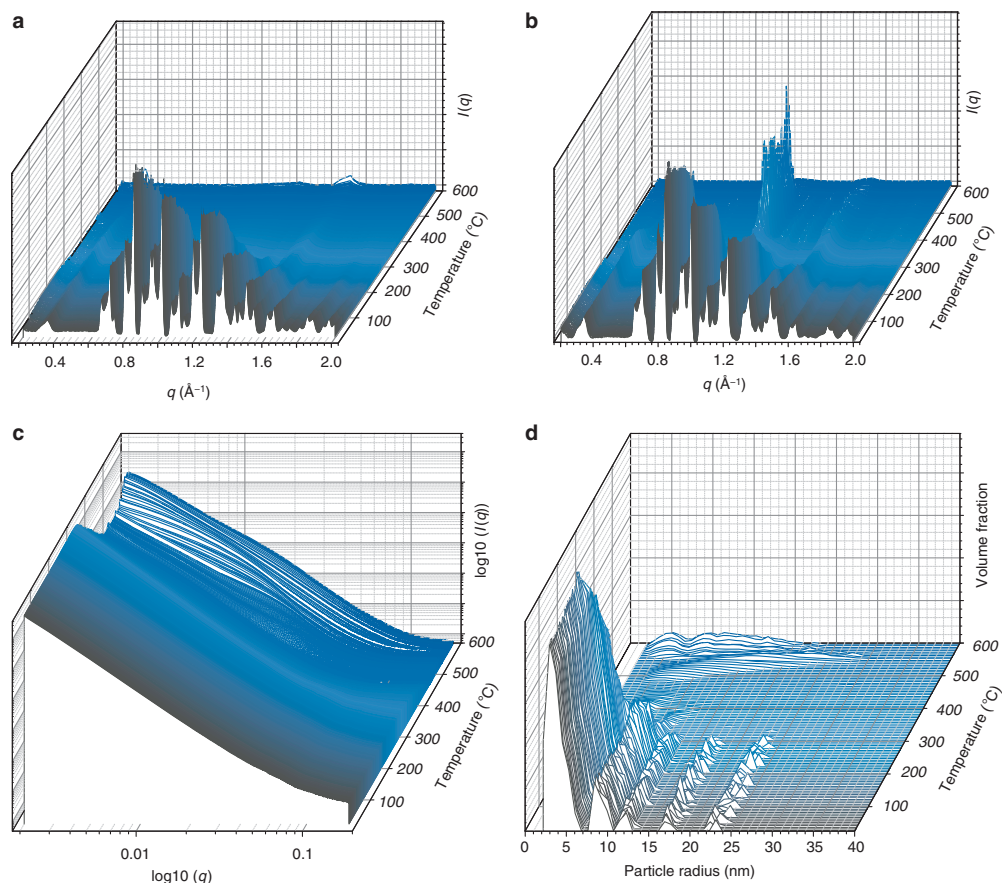 a
I(q)
600
500
400
300
200
100
Temperature (°C)
0.4 0.8 1.2 1.6 2.0
q (Å⁻¹)
b
I(q)
600
500
400
300
200
100
Temperature (°C)
0.4 0.8 1.2 1.6 2.0
q (Å⁻¹)
c
log10 (I(q))
600
500
400
300
200
100
Temperature (°C)
0.01 0.1
log10 (q)
d
Volume fraction
600
500
400
300
200
100
Temperature (°C)
0 5 10 15 20 25 30 35 40
Particle radius (nm)